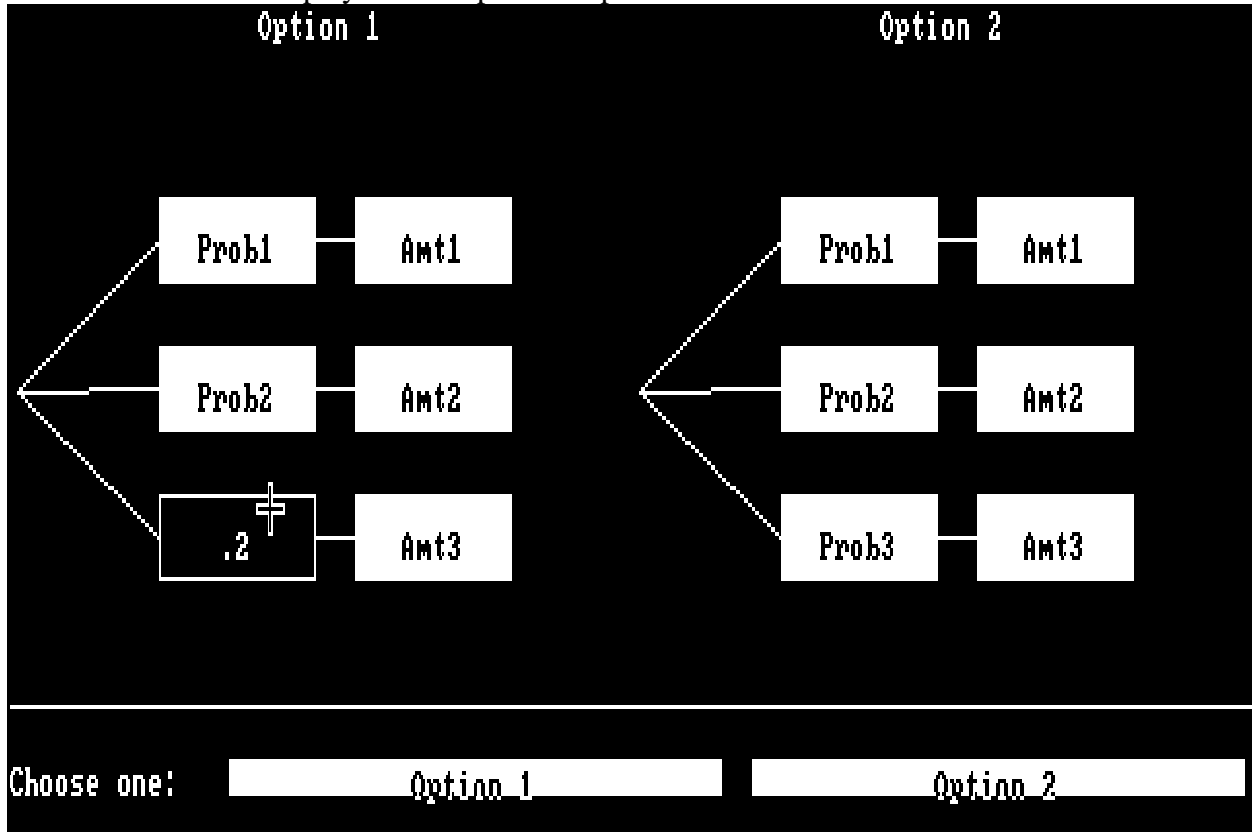 Option 1 Option 2
Prob1 Amt1 Prob1 Amt1
Prob2 Amt2 Prob2 Amt2
.2 Amt3 Prob3 Amt3
Choose one: Option 1 Option 2